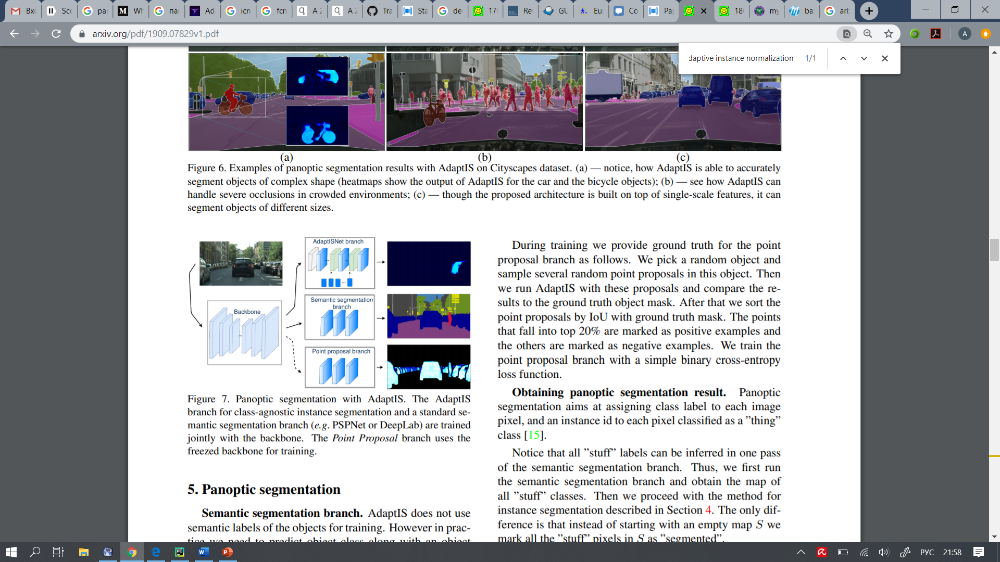 Вхо
Sco
par
Wh
пан
Ad
icn
fcn
A 2
A 2
Tra
Sta
de
17
Re
GU
Eu
Co
Pa
18
my
ba
arb
arxiv.org/pdf/1909.07829v1.pdf
A
daptive instance normalization 1/1
(a)
(b)
(c)
Figure 6. Examples of panoptic segmentation results with AdaptIS on Cityscapes dataset. (a) — notice, how AdaptIS is able to accurately
segment objects of complex shape (heatmaps show the output of AdaptIS for the car and the bicycle objects); (b) — see how AdaptIS can
handle severe occlusions in crowded environments; (c) — though the proposed architecture is built on top of single-scale features, it can
segment objects of different sizes.
AdaptISNet branch
Backbone
Semantic segmentation
branch
Point proposal branch
Figure 7. Panoptic segmentation with AdaptIS. The AdaptIS
branch for class-agnostic instance segmentation and a standard se-
mantic segmentation branch (e.g. PSPNet or DeepLab) are trained
jointly with the backbone. The Point Proposal branch uses the
freezed backbone for training.
5. Panoptic segmentation
Semantic segmentation branch. AdaptIS does not use
semantic labels of the objects for training. However in prac-
tice we need to predict object class along with an object
During training we provide ground truth for the point
proposal branch as follows. We pick a random object and
sample several random point proposals in this object. Then
we run AdaptIS with these proposals and compare the re-
sults to the ground truth object mask. After that we sort the
point proposals by IoU with ground truth mask. The points
that fall into top 20% are marked as positive examples and
the others are marked as negative examples. We train the
point proposal branch with a simple binary cross-entropy
loss function.
Obtaining panoptic segmentation result. Panoptic
segmentation aims at assigning class label to each image
pixel, and an instance id to each pixel classified as a ”thing”
class [15].
Notice that all ”stuff” labels can be inferred in one pass
of the semantic segmentation branch. Thus, we first run
the semantic segmentation branch and obtain the map of
all ”stuff” classes. Then we proceed with the method for
instance segmentation described in Section 4. The only dif-
ference is that instead of starting with an empty map S we
mark all the ”stuff” pixels in S as ”segmented”.
РУС
21:58